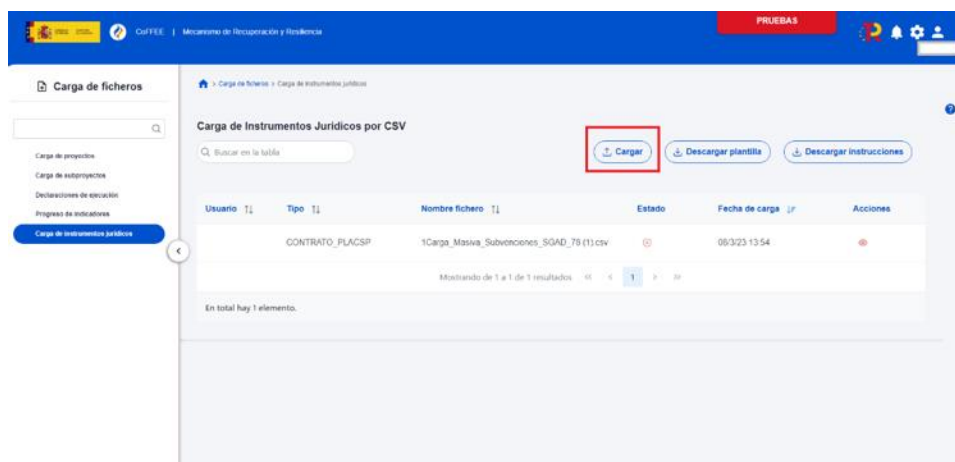 PRUEBAS
CoFFEE | Mecanismo de Recuperación y Resiliencia
Carga de ficheros
> Carga de ficheros > Carga de instrumentos jurídicos
Carga de Instrumentos Jurídicos por CSV
Buscar en la tabla
Cargar
Descargar plantilla
Descargar instrucciones
Carga de proyectos
Carga de subproyectos
Declaraciones de ejecución
Progreso de indicadores
Carga de instrumentos jurídicos
Usuario Tipo Nombre fichero Estado Fecha de carga Acciones
CONTRATO_PLACSP 1Carga_Masiva_Subvenciones_SGAD_78 (1).csv 08/3/23 13:54
Mostrando de 1 a 1 de 1 resultados << < 1 > >>
En total hay 1 elemento.